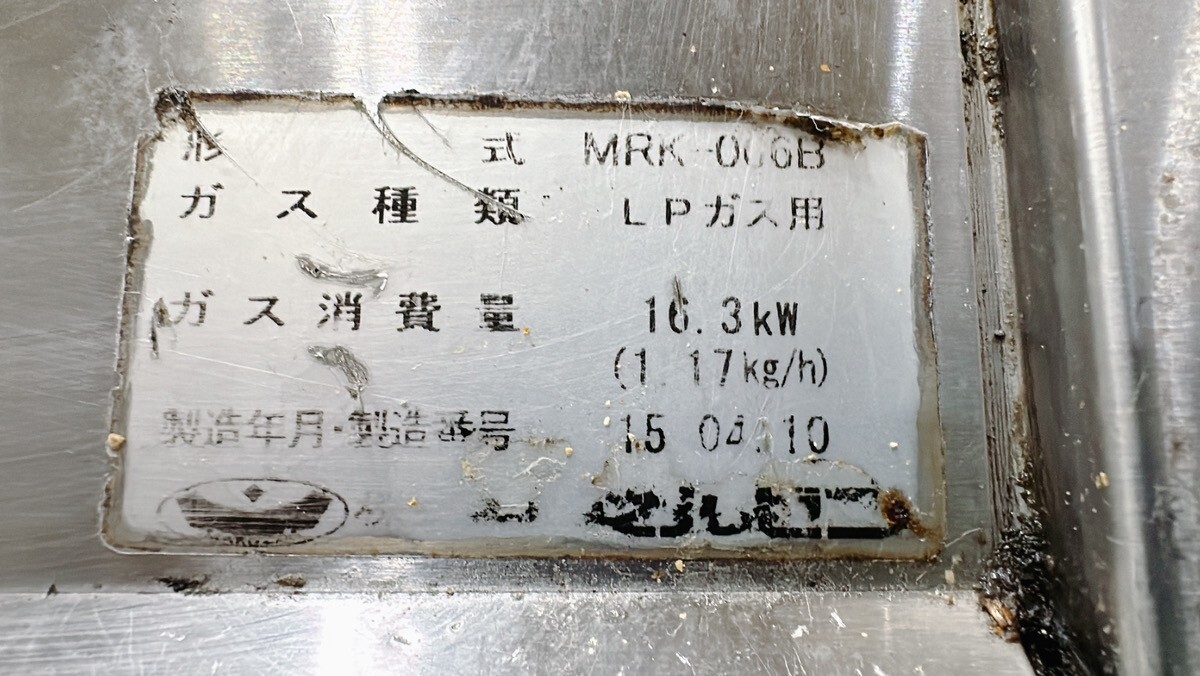 形式 MRK-006B
ガス種類 LPガス用
ガス消費量 16.3kW
(1.17kg/h)
製造年月・製造番号 15.04.10
マルゼン